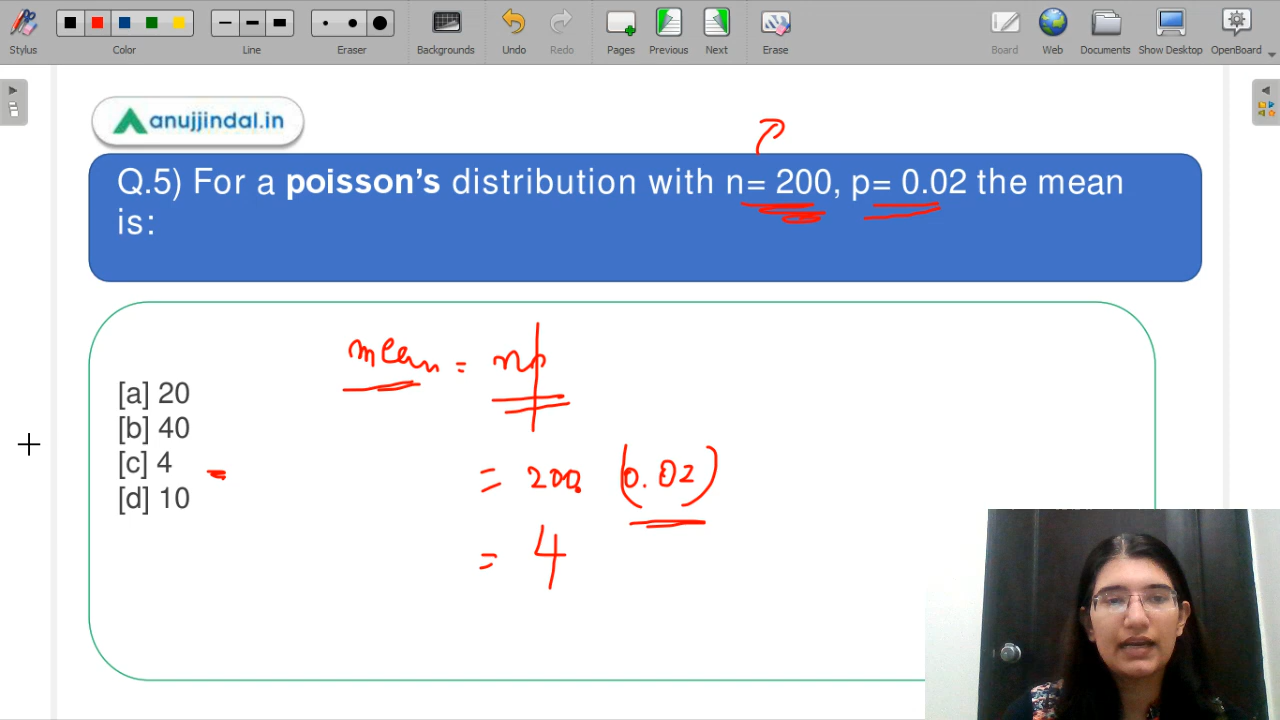 Stylus
Color
Line
Eraser
Backgrounds
Undo
Redo
Pages
Previous
Next
Erase
Board
Web
Documents
Show Desktop
OpenBoard
anujjindal.in
Q.5) For a poisson's distribution with n= 200, p= 0.02 the mean
is:
[a] 20
[b] 40
[c] 4
[d] 10
mean = np
= 200 (0.02)
= 4